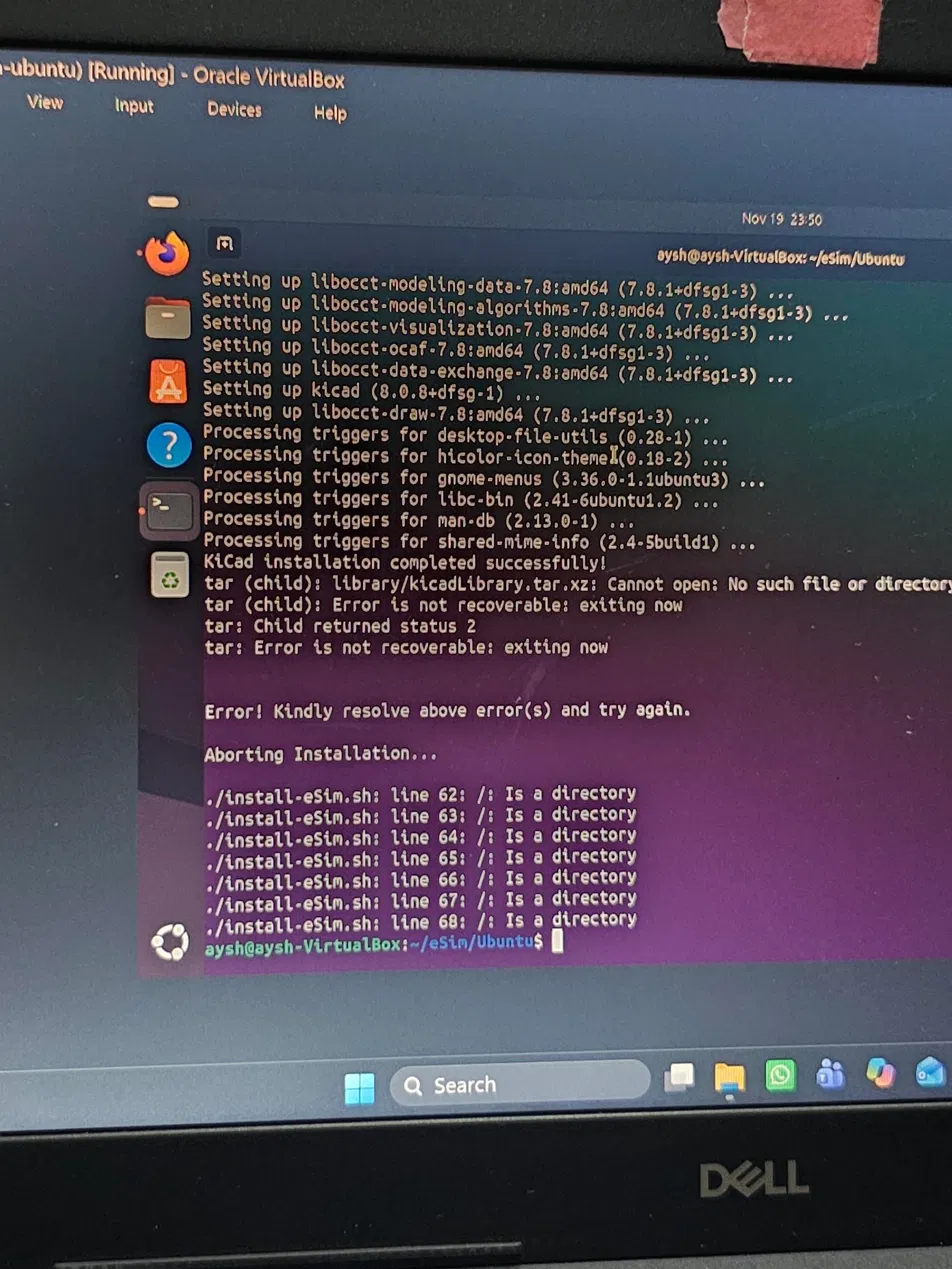 -ubuntu) [Running] - Oracle VirtualBox
View Input Devices Help
Nov 19 23:50
aysh@aysh-VirtualBox: ~/eSim/Ubuntu
Setting up libocct-modeling-data-7.8:amd64 (7.8.1+dfsg1-3) ...
Setting up libocct-modeling-algorithms-7.8:amd64 (7.8.1+dfsg1-3) ...
Setting up libocct-visualization-7.8:amd64 (7.8.1+dfsg1-3) ...
Setting up libocct-ocaf-7.8:amd64 (7.8.1+dfsg1-3) ...
Setting up libocct-data-exchange-7.8:amd64 (7.8.1+dfsg1-3) ...
Setting up kicad (8.0.8+dfsg-1) ...
Setting up libocct-draw-7.8:amd64 (7.8.1+dfsg1-3) ...
Processing triggers for desktop-file-utils (0.28-1) ...
Processing triggers for hicolor-icon-theme (0.18-2) ...
Processing triggers for gnome-menus (3.36.0-1.1ubuntu3) ...
Processing triggers for libc-bin (2.41-6ubuntu1.2) ...
Processing triggers for man-db (2.13.0-1) ...
Processing triggers for shared-mime-info (2.4-5build1) ...
KiCad installation completed successfully!
tar (child): library/kicadLibrary.tar.xz: Cannot open: No such file or directory
tar (child): Error is not recoverable: exiting now
tar: Child returned status 2
tar: Error is not recoverable: exiting now
Error! Kindly resolve above error(s) and try again.
Aborting Installation...
./install-eSim.sh: line 62: /: Is a directory
./install-eSim.sh: line 63: /: Is a directory
./install-eSim.sh: line 64: /: Is a directory
./install-eSim.sh: line 65: /: Is a directory
./install-eSim.sh: line 66: /: Is a directory
./install-eSim.sh: line 67: /: Is a directory
./install-eSim.sh: line 68: /: Is a directory
aysh@aysh-VirtualBox:~/eSim/Ubuntu$
Search
DELL